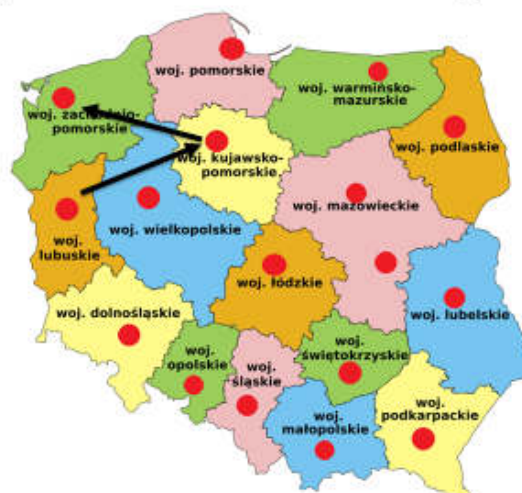 woj. pomorskie
woj. warmińsko-
mazurskie
woj. zachodnio-
pomorskie
woj. podlaskie
woj. kujawsko-
pomorskie
woj. mazowieckie
woj. wielkopolskie
woj.
lubuskie
woj. łódzkie
woj. lubelskie
woj. dolnośląskie
woj.
opolskie
woj.
śląskie
woj.
świętokrzyskie
woj.
małopolskie
woj.
podkarpackie